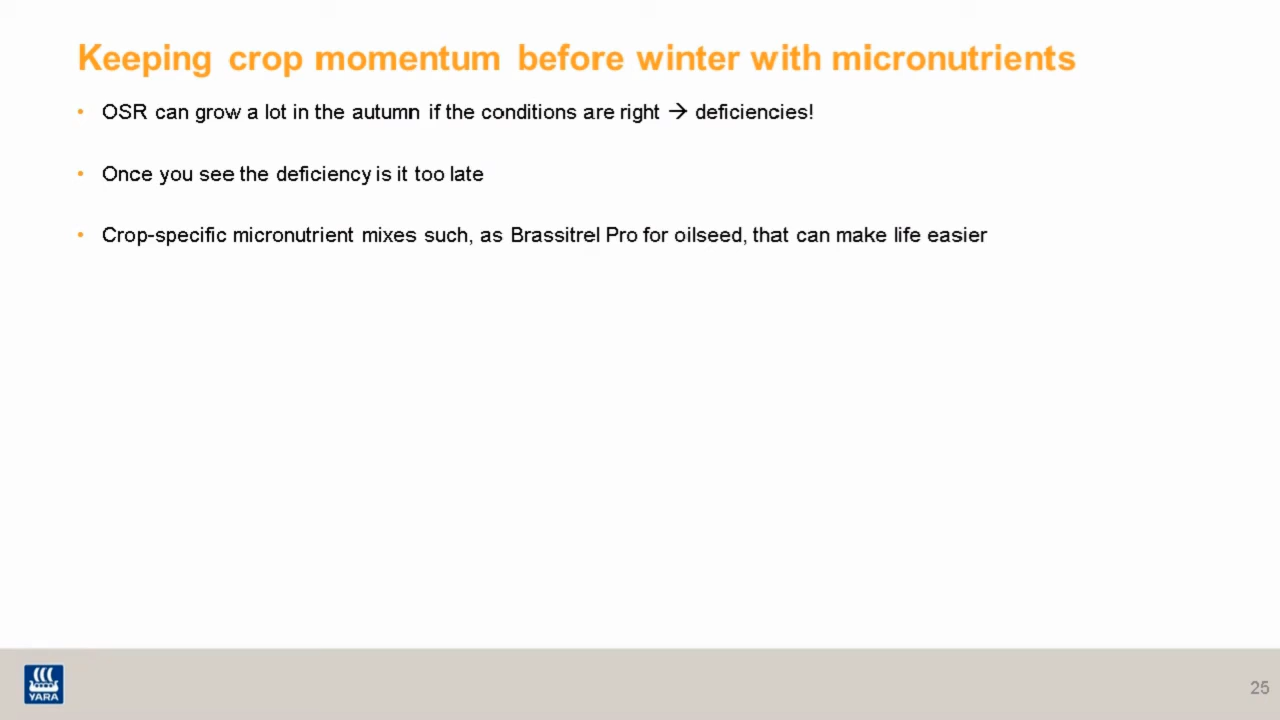 Keeping crop momentum before winter with micronutrients
• OSR can grow a lot in the autumn if the conditions are right → deficiencies!
• Once you see the deficiency is it too late
• Crop-specific micronutrient mixes such, as Brassitrel Pro for oilseed, that can make life easier
YARA
25